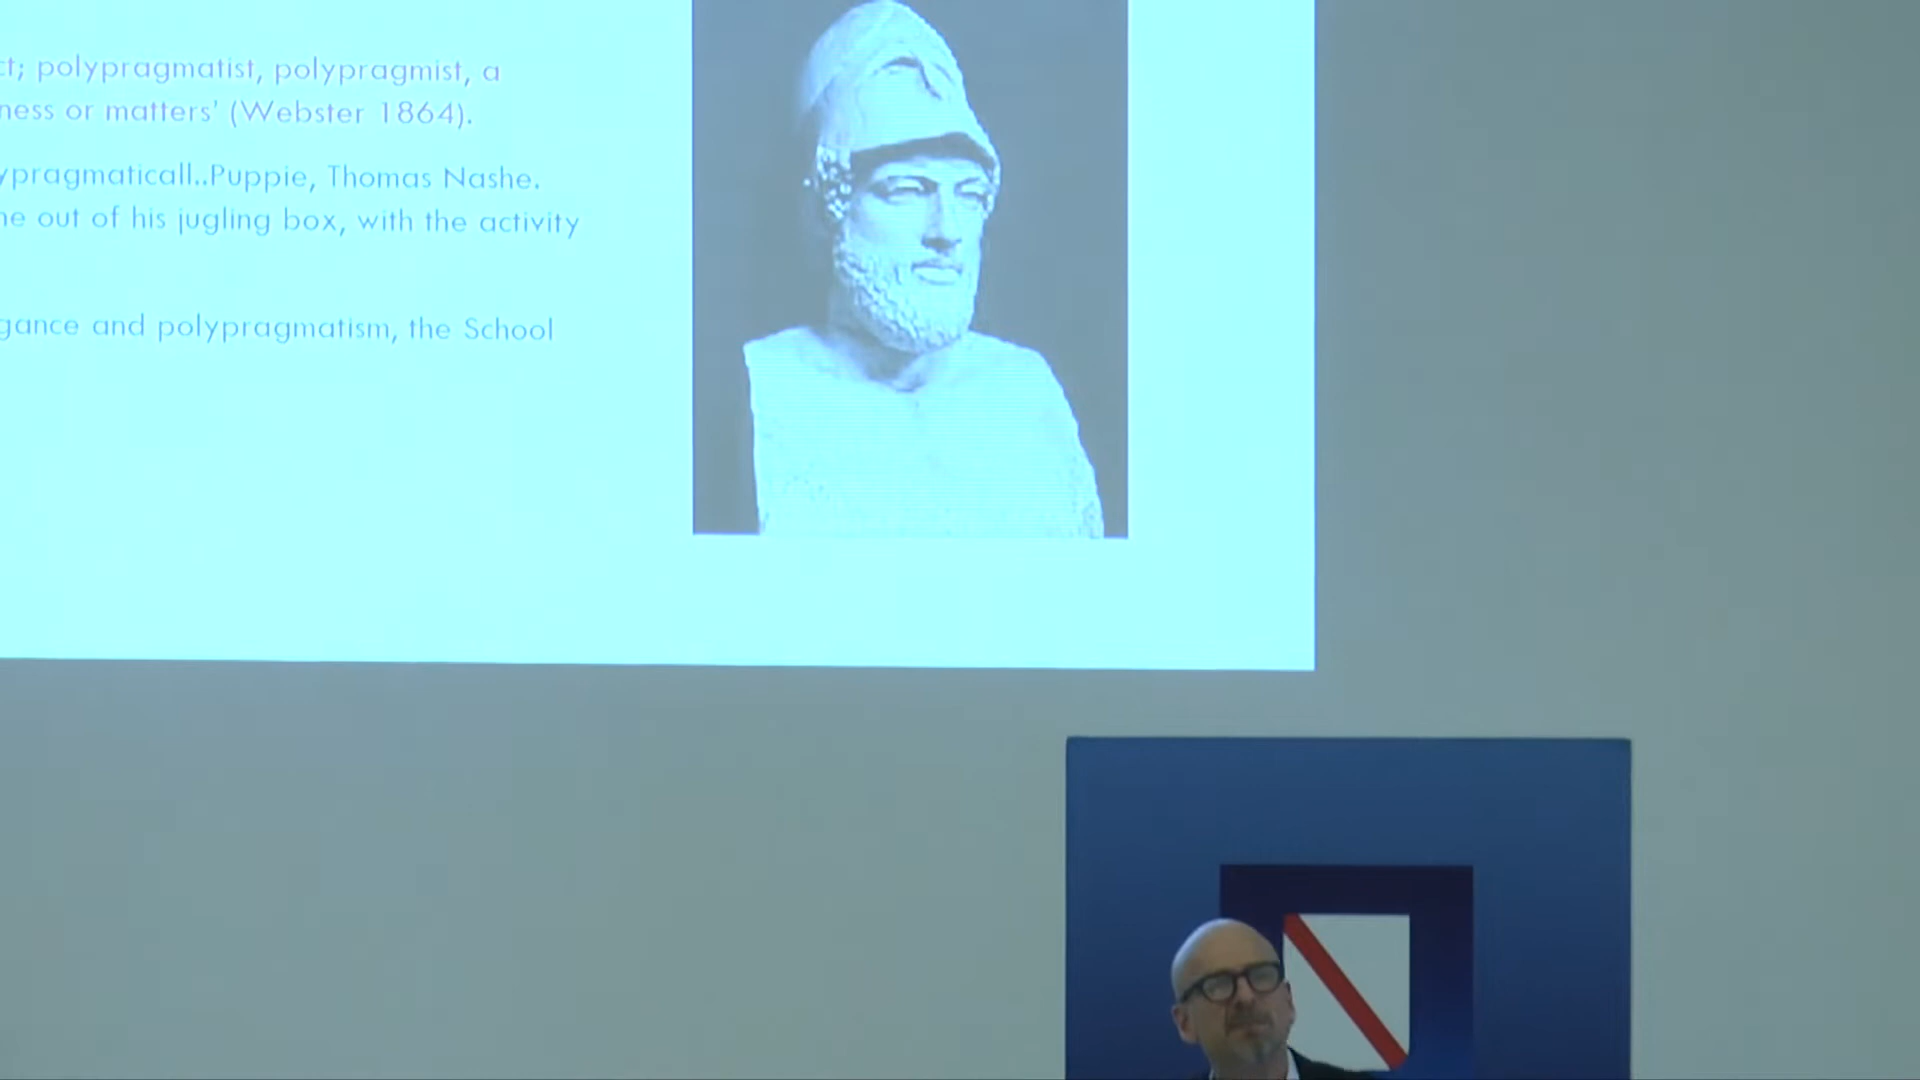 ct; polypragmatist, polypragmist, a
ness or matters' (Webster 1864).
ypragmaticall..Puppie, Thomas Nashe.
ne out of his jugling box, with the activity
gance and polypragmatism, the School